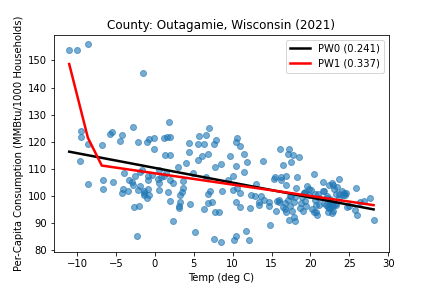 County: Outagamie, Wisconsin (2021)
Per-Capita Consumption (MMBtu/1000 Households)
150
140
130
120
110
100
90
80
PW0 (0.241)
PW1 (0.337)
−10 −5 0 5 10 15 20 25 30
Temp (deg C)